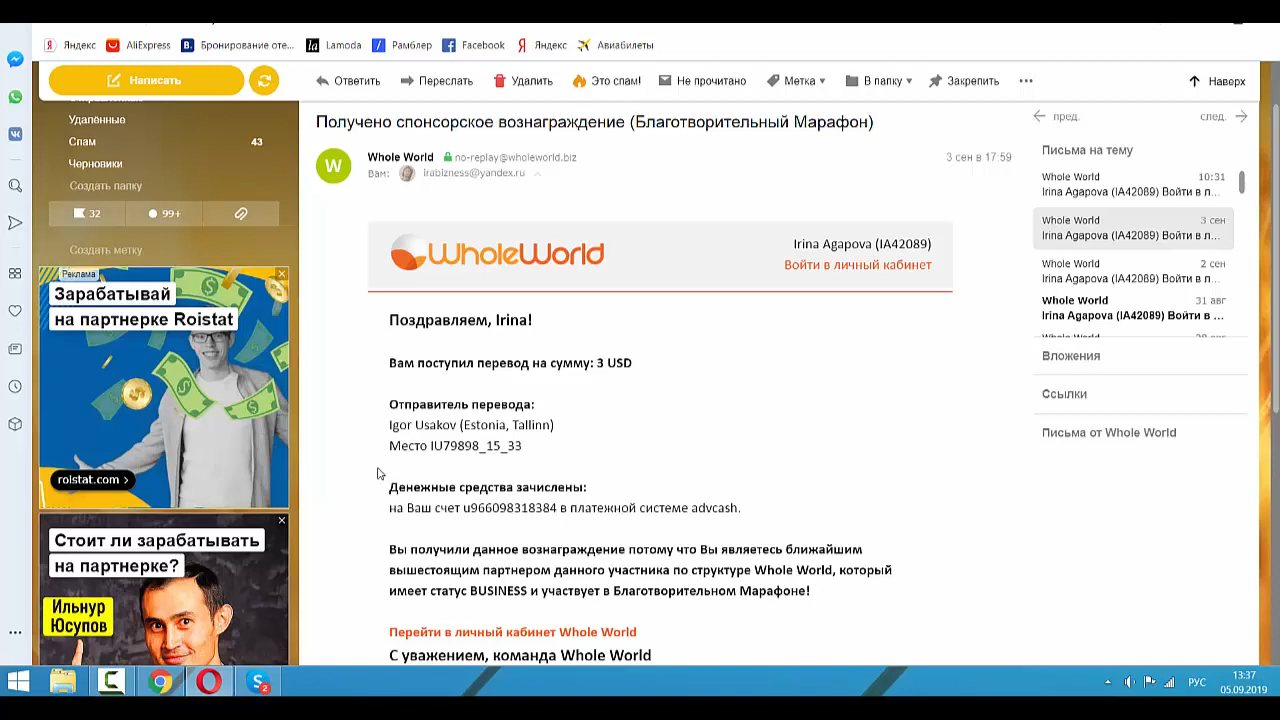 Яндекс
AliExpress
Бронирование оте...
Lamoda
Рамблер
Facebook
Яндекс
Авиабилеты
Написать
Ответить
Переслать
Удалить
Это спам!
Не прочитано
Метка
В папку
Закрепить
Наверх
Удалённые
Спам 43
Черновики
Создать папку
32
99+
Создать метку
Реклама
Зарабатывай
на партнерке Roistat
roistat.com >
Стоит ли зарабатывать
на партнерке?
Ильнур
Юсупов
Получено спонсорское вознаграждение (Благотворительный Марафон)
W
Whole World no-replay@wholeworld.biz
3 сен в 17:59
Вам: irabizness@yandex.ru
WholeWorld
Irina Agapova (IA42089)
Войти в личный кабинет
Поздравляем, Irina!
Вам поступил перевод на сумму: 3 USD
Отправитель перевода:
Igor Usakov (Estonia, Tallinn)
Место IU79898_15_33
Денежные средства зачислены:
на Ваш счет u966098318384 в платежной системе advcash.
Вы получили данное вознаграждение потому что Вы являетесь ближайшим
вышестоящим партнером данного участника по структуре Whole World, который
имеет статус BUSINESS и участвует в Благотворительном Марафоне!
Перейти в личный кабинет Whole World
С уважением, команда Whole World
пред.
след.
Письма на тему
Whole World 10:31
Irina Agapova (IA42089) Войти в л...
Whole World 3 сен
Irina Agapova (IA42089) Войти в л...
Whole World 2 сен
Irina Agapova (IA42089) Войти в л...
Whole World 31 авг
Irina Agapova (IA42089) Войти в ...
Вложения
Ссылки
Письма от Whole World
2
РУС
13:37
05.09.2019